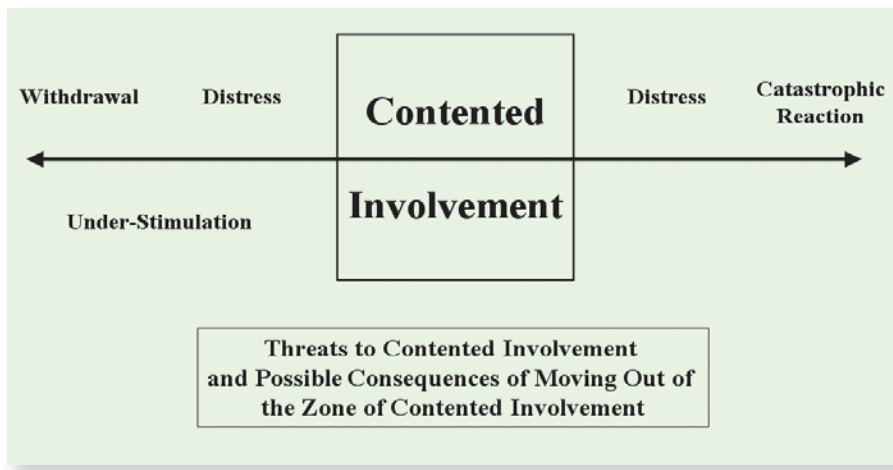 Withdrawal
Distress
Contented
Involvement
Distress
Catastrophic
Reaction
Under-Stimulation
Threats to Contented Involvement
and Possible Consequences of Moving Out of
the Zone of Contented Involvement